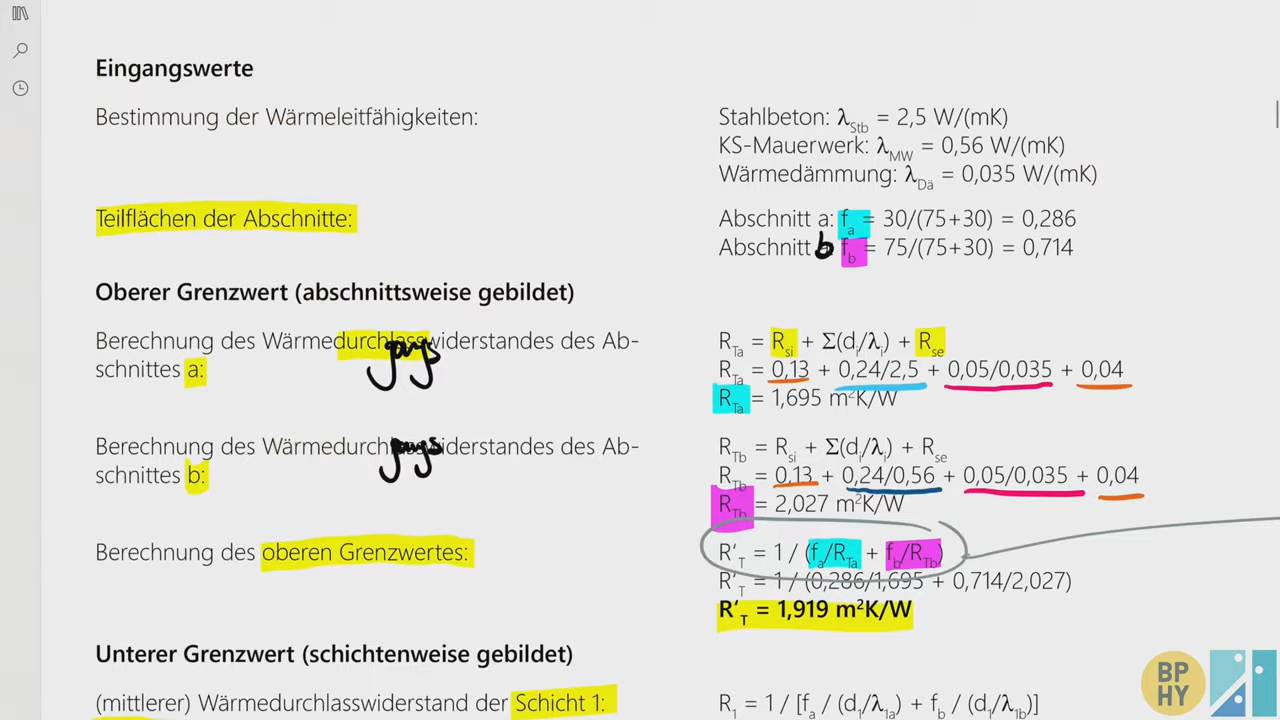 Eingangswerte
Bestimmung der Wärmeleitfähigkeiten:
Stahlbeton: λStb = 2,5 W/(mK)
KS-Mauerwerk: λMW = 0,56 W/(mK)
Wärmedämmung: λDä = 0,035 W/(mK)
Teilflächen der Abschnitte:
Abschnitt a: fa = 30/(75+30) = 0,286
Abschnitt b fb = 75/(75+30) = 0,714
Oberer Grenzwert (abschnittsweise gebildet)
Berechnung des Wärmedurchlasswiderstandes des Ab-
schnittes a:
gangs
RTa = Rsi + Σ(di/λi) + Rse
RTa = 0,13 + 0,24/2,5 + 0,05/0,035 + 0,04
RTa = 1,695 m²K/W
Berechnung des Wärmedurchlasswiderstandes des Ab-
schnittes b:
gangs
RTb = Rsi + Σ(di/λi) + Rse
RTb = 0,13 + 0,24/0,56 + 0,05/0,035 + 0,04
RTb = 2,027 m²K/W
Berechnung des oberen Grenzwertes:
R‘T = 1 / (fa/RTa + fb/RTb)
R‘T = 1 / (0,286/1,695 + 0,714/2,027)
R‘T = 1,919 m²K/W
Unterer Grenzwert (schichtenweise gebildet)
(mittlerer) Wärmedurchlasswiderstand der Schicht 1:
R1 = 1 / [fa / (d1/λ1a) + fb / (d1/λ1b)]
BP
HY